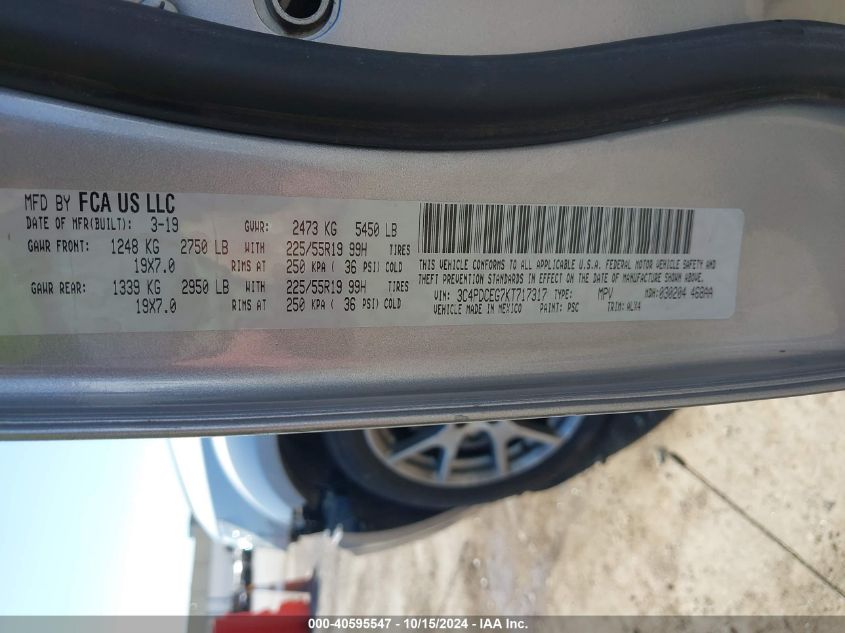 MFD BY FCA US LLC
DATE OF MFR(BUILT): 3-19 GVWR: 2473 KG 5450 LB
GAWR FRONT: 1248 KG 2750 LB WITH 225/55R19 99H TIRES
19X7.0 RIMS AT 250 KPA ( 36 PSI) COLD
GAWR REAR: 1339 KG 2950 LB WITH 225/55R19 99H TIRES
19X7.0 RIMS AT 250 KPA ( 36 PSI) COLD
THIS VEHICLE CONFORMS TO ALL APPLICABLE U.S.A. FEDERAL MOTOR VEHICLE SAFETY AND
THEFT PREVENTION STANDARDS IN EFFECT ON THE DATE OF MANUFACTURE SHOWN ABOVE.
VIN: 3C4PDCEG7KT717317 TYPE: MPV MDH: 030204 468AA
VEHICLE MADE IN MEXICO PAINT: PSC TRIM: ALX4
000-40595547 - 10/15/2024 - IAA Inc.